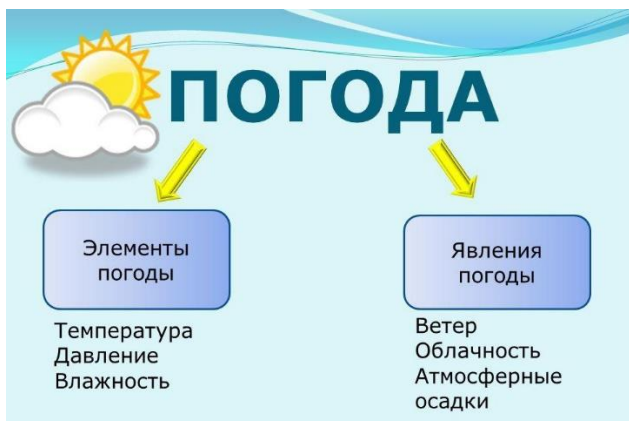 ПОГОДА
Элементы
погоды
Температура
Давление
Влажность
Явления
погоды
Ветер
Облачность
Атмосферные
осадки